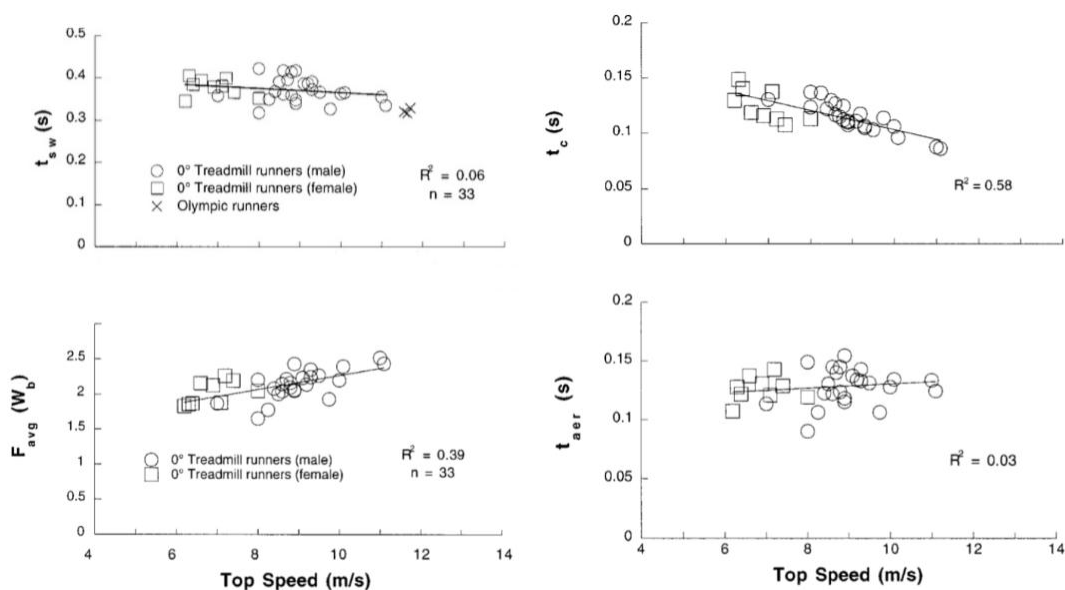 0.5
0.4
0.3
0.4
0.1
0
t_sw (s)
0° Treadmill runners (male)
0° Treadmill runners (female)
Olympic runners
R² = 0.06
n = 33
0.2
0.15
0.1
0.05
0
t_c (s)
R² = 0.58
2.5
2
1.5
1
0.5
0
F_avg (W_b)
0° Treadmill runners (male)
0° Treadmill runners (female)
R² = 0.39
n = 33
4 6 8 10 12 14
Top Speed (m/s)
0.2
0.15
0.1
0.05
0
t_aer (s)
R² = 0.03
4 6 8 10 12 14
Top Speed (m/s)